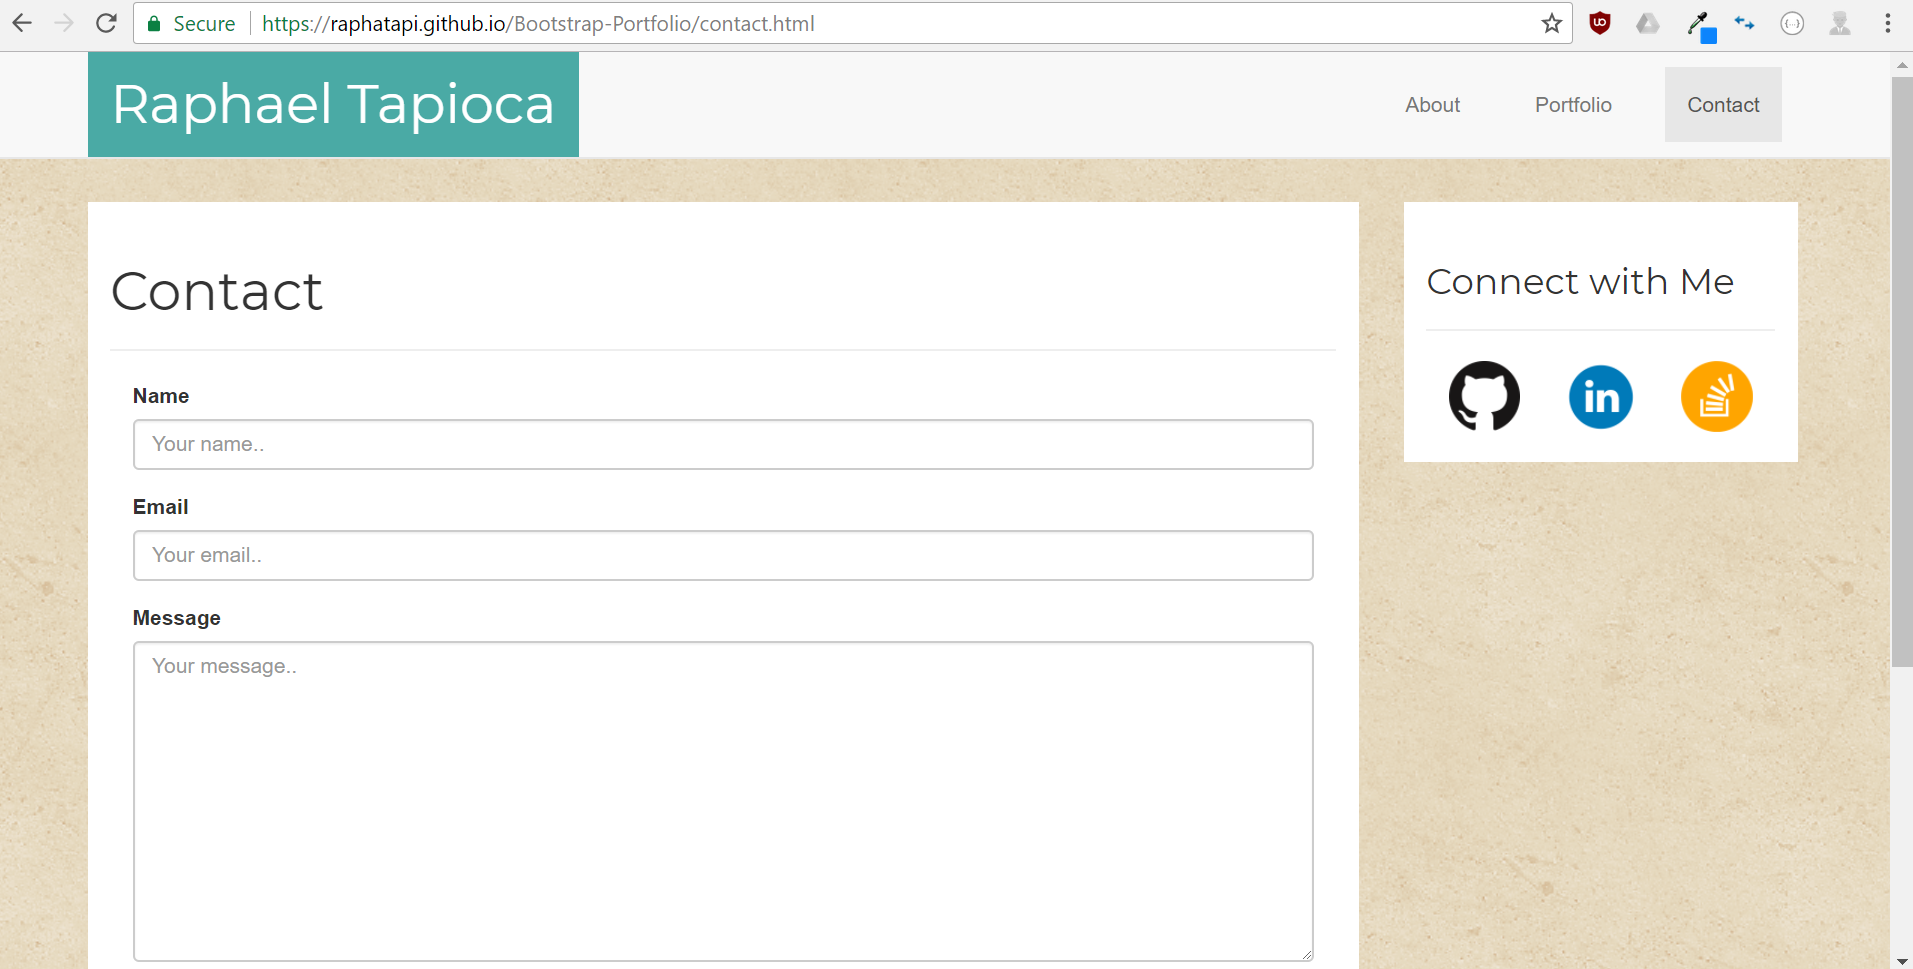 Secure https://raphatapi.github.io/Bootstrap-Portfolio/contact.html
Raphael Tapioca
About Portfolio Contact
Contact
Name
Your name..
Email
Your email..
Message
Your message..
Connect with Me
in